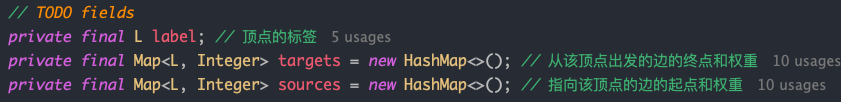 // TODO fields
private final L label; // 顶点的标签 5 usages
private final Map<L, Integer> targets = new HashMap<>(); // 从该顶点出发的边的终点和权重 10 usages
private final Map<L, Integer> sources = new HashMap<>(); // 指向该顶点的边的起点和权重 10 usages